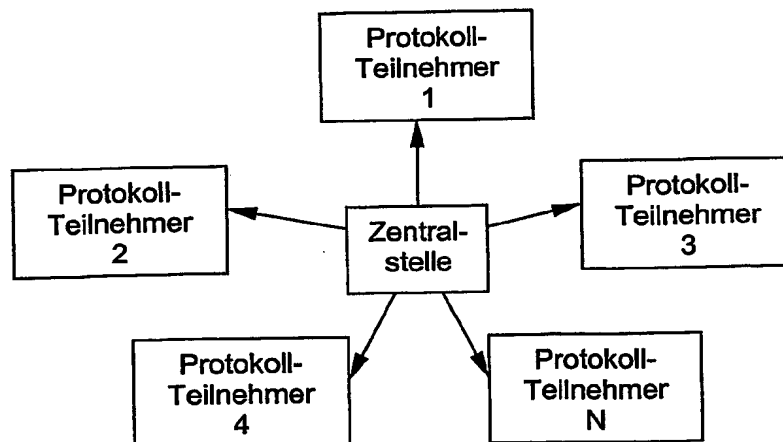 Protokoll-
Teilnehmer
1
Protokoll-
Teilnehmer
2
Zentral-
stelle
Protokoll-
Teilnehmer
3
Protokoll-
Teilnehmer
4
Protokoll-
Teilnehmer
N